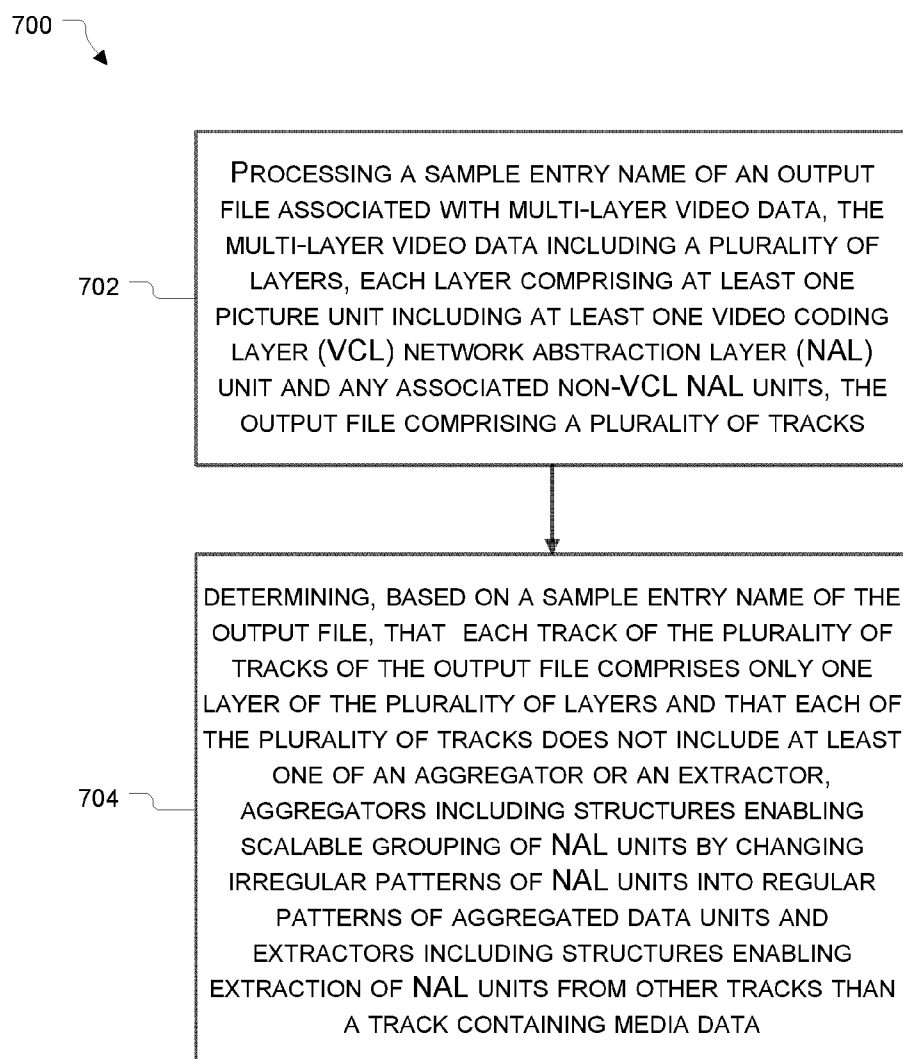 700
PROCESSING A SAMPLE ENTRY NAME OF AN OUTPUT
FILE ASSOCIATED WITH MULTI-LAYER VIDEO DATA, THE
MULTI-LAYER VIDEO DATA INCLUDING A PLURALITY OF
LAYERS, EACH LAYER COMPRISING AT LEAST ONE
PICTURE UNIT INCLUDING AT LEAST ONE VIDEO CODING
LAYER (VCL) NETWORK ABSTRACTION LAYER (NAL)
UNIT AND ANY ASSOCIATED NON-VCL NAL UNITS, THE
OUTPUT FILE COMPRISING A PLURALITY OF TRACKS
702
DETERMINING, BASED ON A SAMPLE ENTRY NAME OF THE
OUTPUT FILE, THAT EACH TRACK OF THE PLURALITY OF
TRACKS OF THE OUTPUT FILE COMPRISES ONLY ONE
LAYER OF THE PLURALITY OF LAYERS AND THAT EACH OF
THE PLURALITY OF TRACKS DOES NOT INCLUDE AT LEAST
ONE OF AN AGGREGATOR OR AN EXTRACTOR,
AGGREGATORS INCLUDING STRUCTURES ENABLING
SCALABLE GROUPING OF NAL UNITS BY CHANGING
IRREGULAR PATTERNS OF NAL UNITS INTO REGULAR
PATTERNS OF AGGREGATED DATA UNITS AND
EXTRACTORS INCLUDING STRUCTURES ENABLING
EXTRACTION OF NAL UNITS FROM OTHER TRACKS THAN
A TRACK CONTAINING MEDIA DATA
704